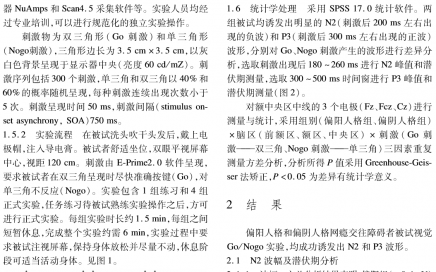 器 NuAmps 和 Scan4. 5 采集软件等。实验人员均经
过专业培训,可以进行规范化的独立实验操作。
刺激物为双三角形(Go 刺激)和单三角形
(Nogo刺激),三角形边长为 3. 5 cm×3. 5 cm,以灰
白色背景呈现于显示器中央(亮度 60 cd/mZ)。刺
激序列包括 300 个刺激,单三角和双三角以 40%和
60%的概率随机呈现,每种刺激连续出现次数小于
5 次。刺激呈现时间 50 ms,刺激间隔( stimulus on-
set asynchrony, SOA)750 ms。
1. 5. 2 实验流程 在被试洗头吹干头发后,戴上电
极帽,注入导电膏。被试者舒适坐位,双眼平视屏幕
中心,视距 120 cm。刺激由 E-Prime2. 0 软件呈现,
要求被试者在双三角呈现时尽快准确按键(Go),对
单三角形不反应(Nogo)。实验包含 1 组练习和 4 组
正式实验,任务练习待被试熟练实验操作之后,方可
进行正式实验。每组实验时长约 1. 5 min,每组之间
短暂休息,完成整个实验约需 6 min,实验过程中要
求被试注视屏幕,保持身体放松并尽量不动,休息阶
段可适当活动身体。见图 1。
1. 6 统计学处理 采用 SPSS 17. 0 统计软件。两
组被试均诱发出明显的 N2(刺激后 200 ms 左右出
现的负波)和 P3(刺激后 300 ms 左右出现的正波)
波形,分别对 Go、Nogo 刺激产生的波形进行差异分
析,选取刺激出现后 180~260 ms 进行 N2 峰值和潜
伏期测量,选取 300~500 ms 时间窗进行 P3 峰值和
潜伏期测量(图 2)。
对额中央区中线的 3 个电极(Fz、Fcz、Cz)进行
测量与统计,采用组别(偏阳人格组、偏阴人格组)
×脑区(前额区、额区、中央区)×刺激(Go 刺
激——双三角、Nogo 刺激——单三角)三因素重复
测量方差分析,分析所得 P 值采用 Greenhouse-Geis-
ser 法矫正,P<0. 05 为差异有统计学意义。
2 结 果
偏阳人格和偏阴人格网瘾交往障碍者被试视觉
Go/Nogo 实验,均成功诱发出 N2 和 P3 波形。
2. 1 N2 波幅及潜伏期分析